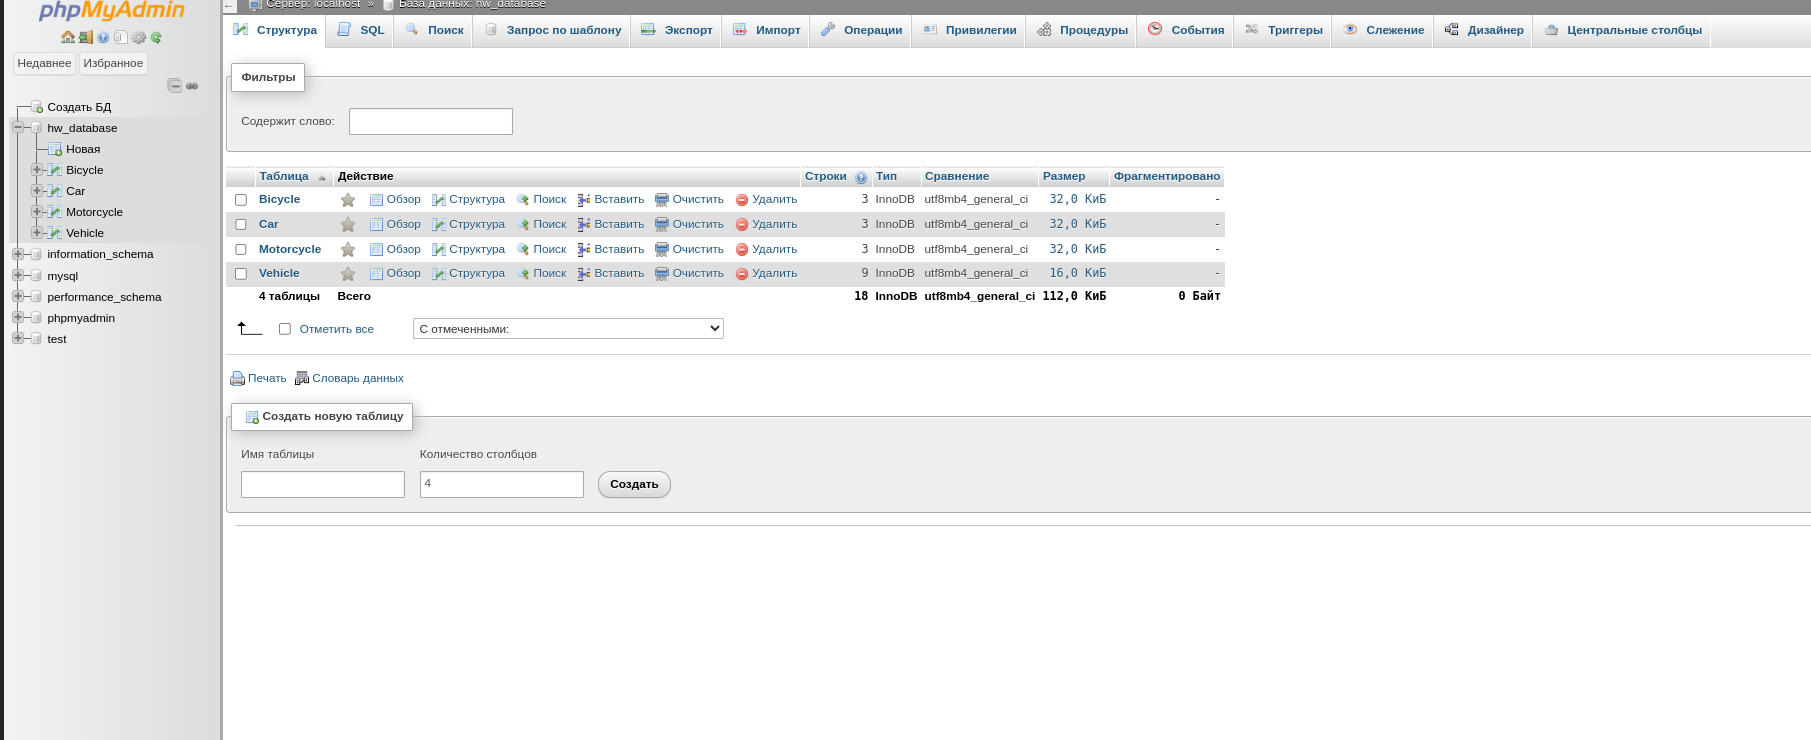 phpMyAdmin
Недавнее Избранное
Создать БД
hw_database
Новая
Bicycle
Car
Motorcycle
Vehicle
information_schema
mysql
performance_schema
phpmyadmin
test
← Сервер: localhost » База данных: hw_database
Структура SQL Поиск Запрос по шаблону Экспорт Импорт Операции Привилегии Процедуры События Триггеры Слежение Дизайнер Центральные столбцы
Фильтры
Содержит слово:
Таблица Действие Строки Тип Сравнение Размер Фрагментировано
Bicycle Обзор Структура Поиск Вставить Очистить Удалить 3 InnoDB utf8mb4_general_ci 32,0 КиБ -
Car Обзор Структура Поиск Вставить Очистить Удалить 3 InnoDB utf8mb4_general_ci 32,0 КиБ -
Motorcycle Обзор Структура Поиск Вставить Очистить Удалить 3 InnoDB utf8mb4_general_ci 32,0 КиБ -
Vehicle Обзор Структура Поиск Вставить Очистить Удалить 9 InnoDB utf8mb4_general_ci 16,0 КиБ -
4 таблицы Всего 18 InnoDB utf8mb4_general_ci 112,0 КиБ 0 Байт
Отметить все С отмеченными:
Печать Словарь данных
Создать новую таблицу
Имя таблицы Количество столбцов
4 Создать